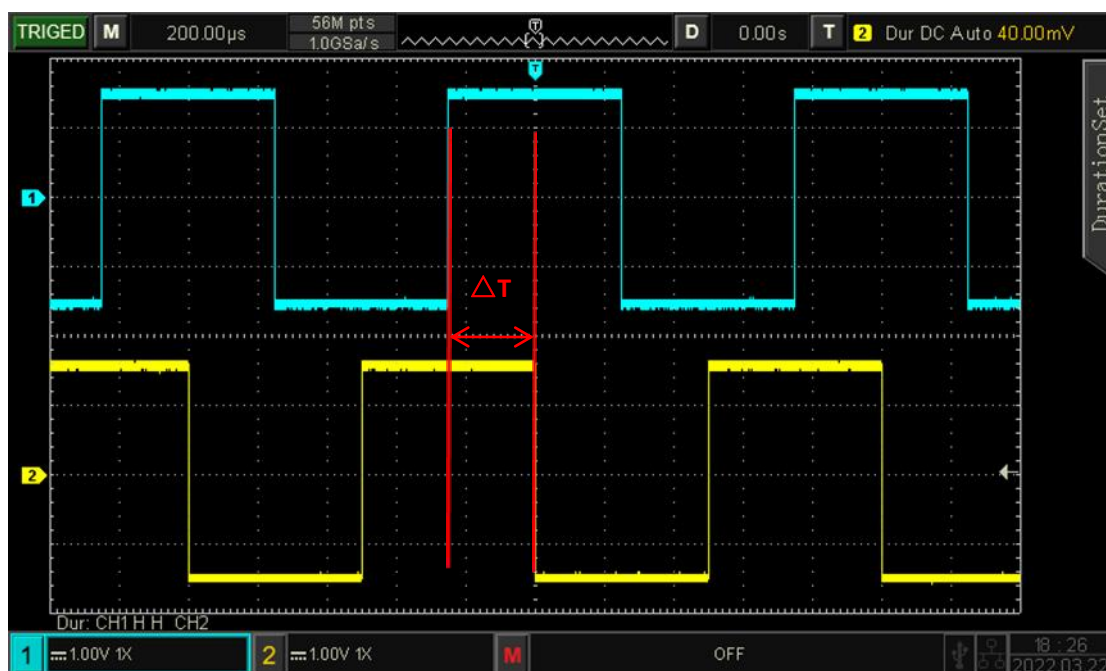 TRIGED M 200.00µs 56M pts D 0.00s T 2 Dur DC Auto 40.00mV
1.0GSa/s
T
T
DurationSet
1
△T
2
Dur: CH1 H H CH2
1 1.00V 1X 2 1.00V 1X M OFF 18:26